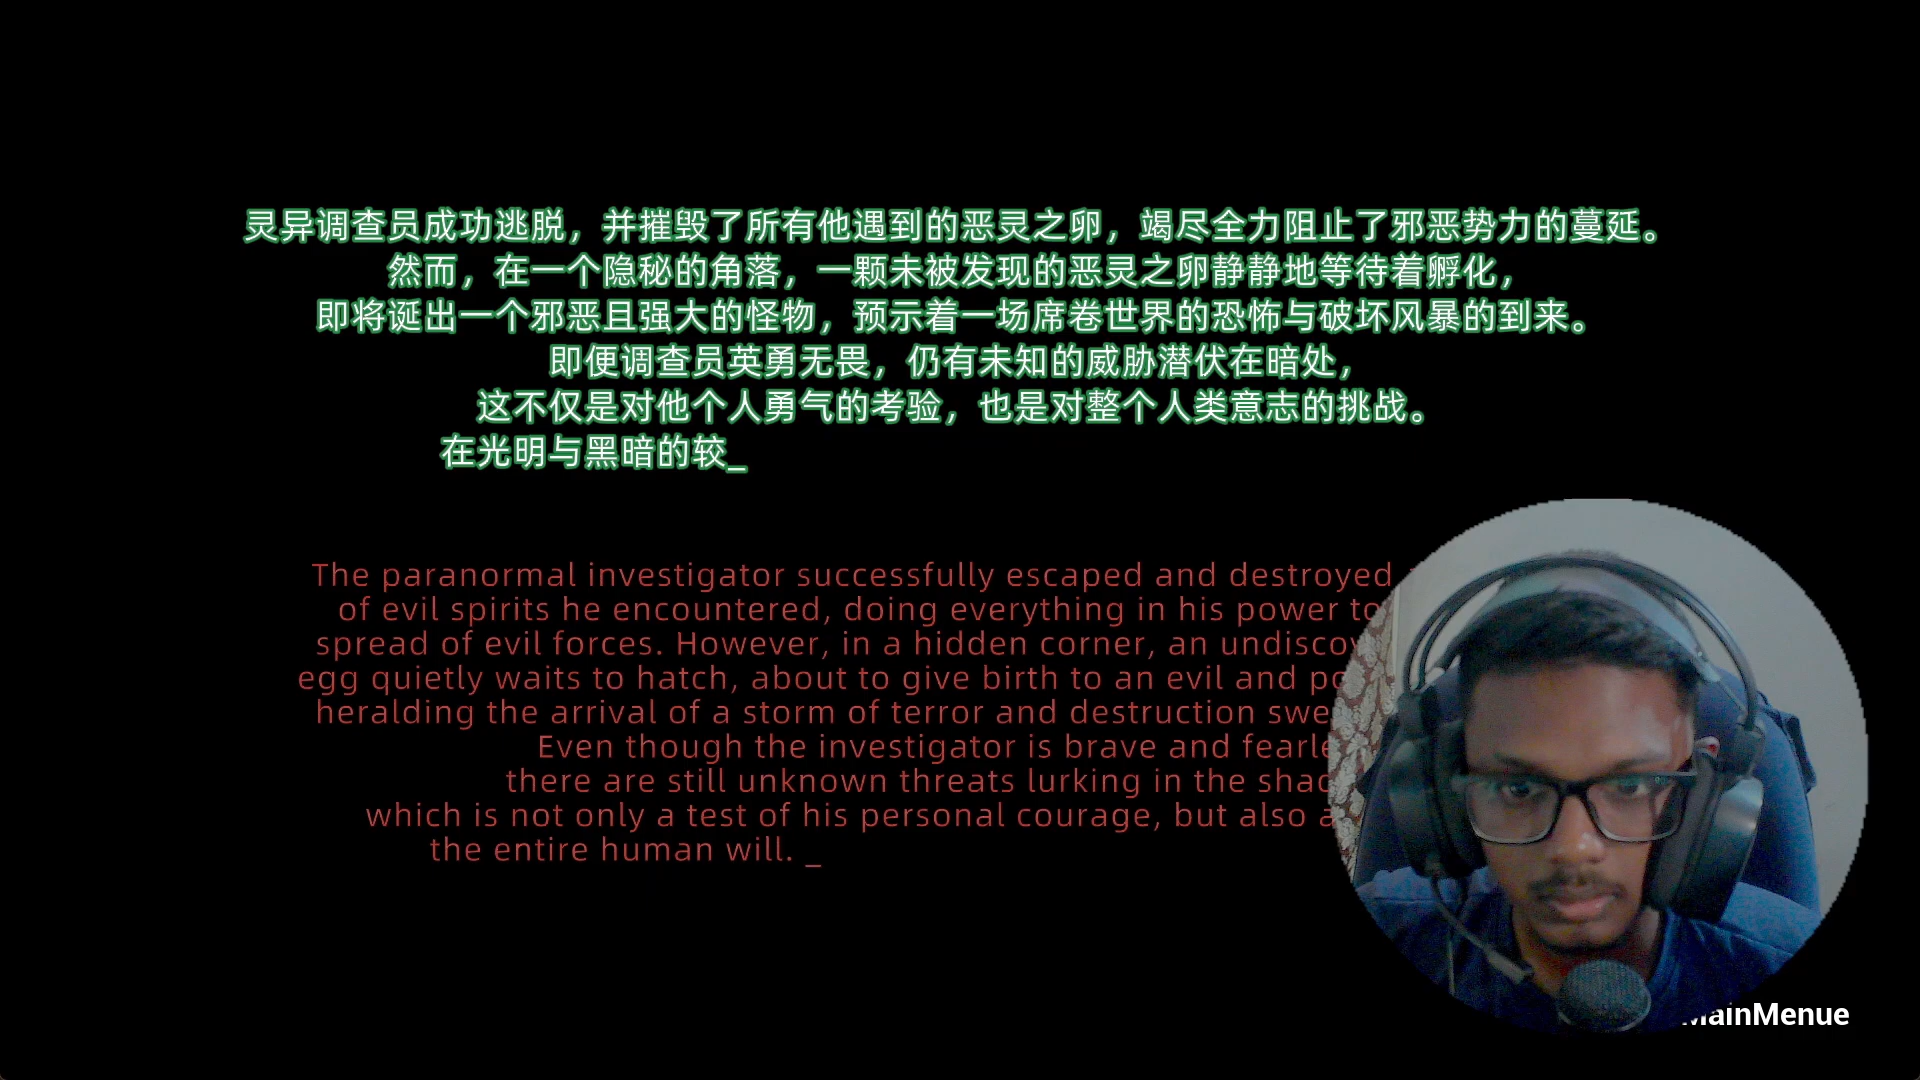 灵异调查员成功逃脱，并摧毁了所有他遇到的恶灵之卵，竭尽全力阻止了邪恶势力的蔓延。
然而，在一个隐秘的角落，一颗未被发现的恶灵之卵静静地等待着孵化，
即将诞出一个邪恶且强大的怪物，预示着一场席卷世界的恐怖与破坏风暴的到来。
即便调查员英勇无畏，仍有未知的威胁潜伏在暗处，
这不仅是对他个人勇气的考验，也是对整个人类意志的挑战。
在光明与黑暗的较_
The paranormal investigator successfully escaped and destroyed
of evil spirits he encountered, doing everything in his power to
spread of evil forces. However, in a hidden corner, an
egg quietly waits to hatch, about to give birth to an evil and
heralding the arrival of a storm of terror and destruction
Even though the investigator is brave and
there are still unknown threats lurking in the
which is not only a test of his personal courage, but also
the entire human will. _
MainMenue